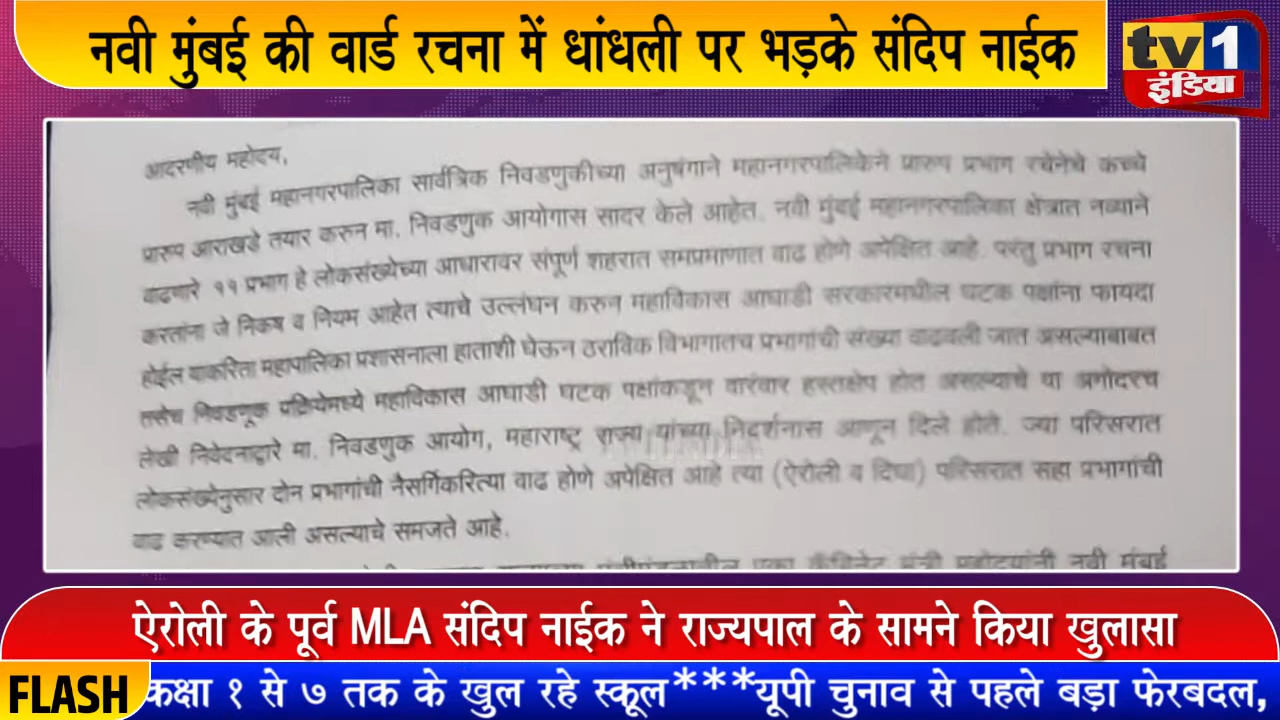 नवी मुंबई की वार्ड रचना में धांधली पर भड़के संदिप नाईक
tv1
इंडिया
आदरणीय महोदय,
नवी मुंबई महानगरपालिका सार्वत्रिक निवडणुकीच्या अनुषंगाने महानगरपालिकेने प्रारुप प्रभाग रचेनेचे कच्चे
प्रारुप आराखडे तयार करुन मा. निवडणुक आयोगास सादर केले आहेत. नवी मुंबई महानगरपालिका क्षेत्रात नव्याने
वाढणारे ११ प्रभाग हे लोकसंख्येच्या आधारावर संपूर्ण शहरात समप्रमाणात वाढ होणे अपेक्षित आहे. परंतु प्रभाग रचना
करतांना जे निकष व नियम आहेत त्याचे उल्लंघन करुन महाविकास आघाडी सरकारमधील घटक पक्षांना फायदा
होईल याकरिता महापालिका प्रशासनाला हाताशी घेऊन ठराविक विभागातच प्रभागांची संख्या वाढवली जात असल्याबाबत
तसेच निवडणूक प्रक्रियेमध्ये महाविकास आघाडी घटक पक्षांकडून वारंवार हस्तक्षेप होत असल्याचे या अगोदरच
लेखी निवेदनाद्वारे मा. निवडणुक आयोग, महाराष्ट्र राज्य यांच्या निदर्शनास आणून दिले होते. ज्या परिसरात
लोकसंख्येनुसार दोन प्रभागांची नैसर्गिकरित्या वाढ होणे अपेक्षित आहे त्या (ऐरोली व दिघा) परिसरात सहा प्रभागांची
वाढ करण्यात आली असल्याचे समजते आहे.
एका कॅबिनेट मंत्री महोदयांनी नवी मुंबई
ऐरोली के पूर्व MLA संदिप नाईक ने राज्यपाल के सामने किया खुलासा
FLASH
कक्षा १ से ७ तक के खुल रहे स्कूल***यूपी चुनाव से पहले बड़ा फेरबदल,